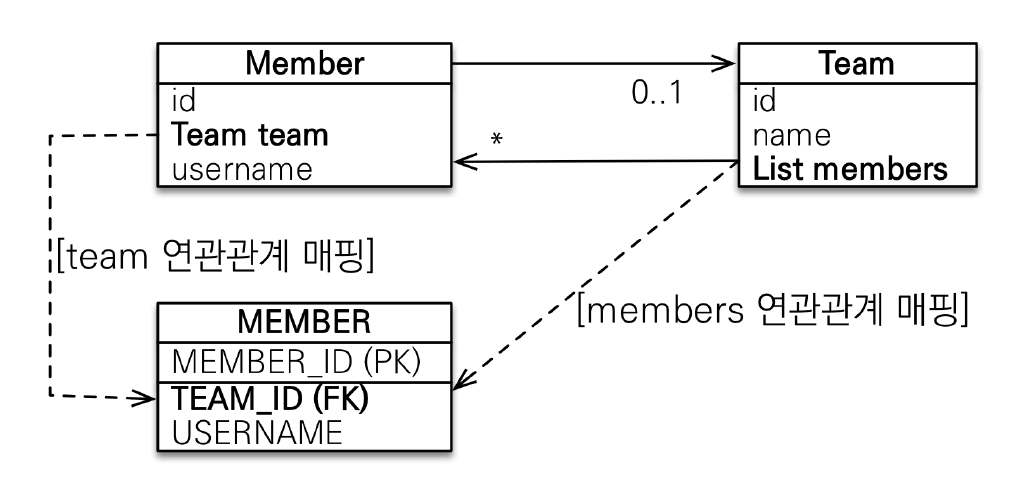 Member
id
Team team
username
0..1
*
Team
id
name
List members
[team 연관관계 매핑]
[members 연관관계 매핑]
MEMBER
MEMBER_ID (PK)
TEAM_ID (FK)
USERNAME